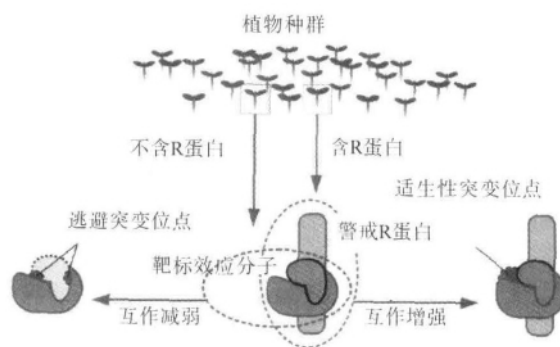 植物种群
不含R蛋白
含R蛋白
适生性突变位点
逃避突变位点
警戒R蛋白
靶标效应分子
互作减弱
互作增强